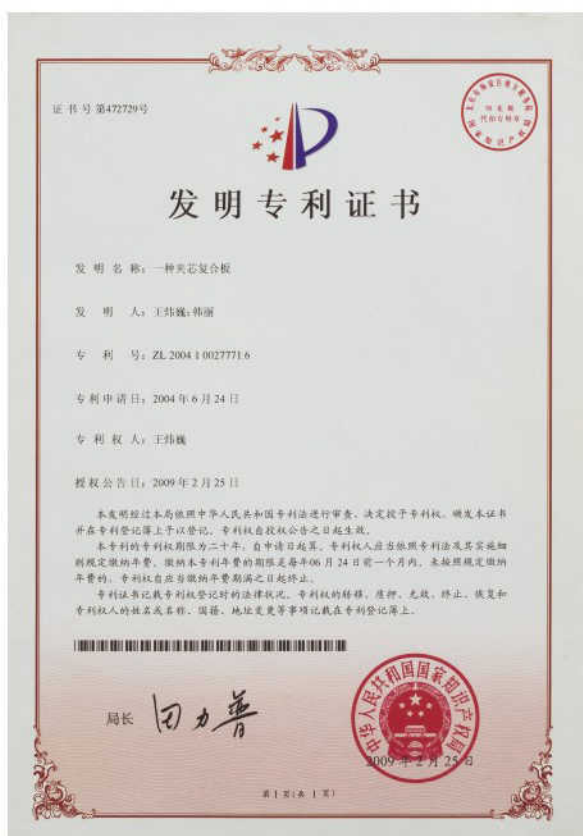 证书号第472729号
发明专利证书
发明名称：一种夹芯复合板
发明人：王炜巍；韩丽
专利号：ZL 2004 1 0027771.6
专利申请日：2004年6月24日
专利权人：王炜巍
授权公告日：2009年2月25日
本发明经过本局依照中华人民共和国专利法进行审查，决定授予专利权，颁发本证书
并在专利登记簿上予以登记。专利权自授权公告之日起生效。
本专利的专利权期限为二十年，自申请日起算。专利权人应当依照专利法及其实施细
则规定缴纳年费。缴纳本专利年费的期限是每年06月24日前一个月内。未按照规定缴纳
年费的，专利权自应当缴纳年费期满之日起终止。
专利证书记载专利权登记时的法律状况。专利权的转移、质押、无效、终止、恢复和
专利权人的姓名或名称、国籍、地址变更等事项记载在专利登记簿上。
局长
田力普
中华人民共和国国家知识产权局
2009年2月25日
第1页（共1页）